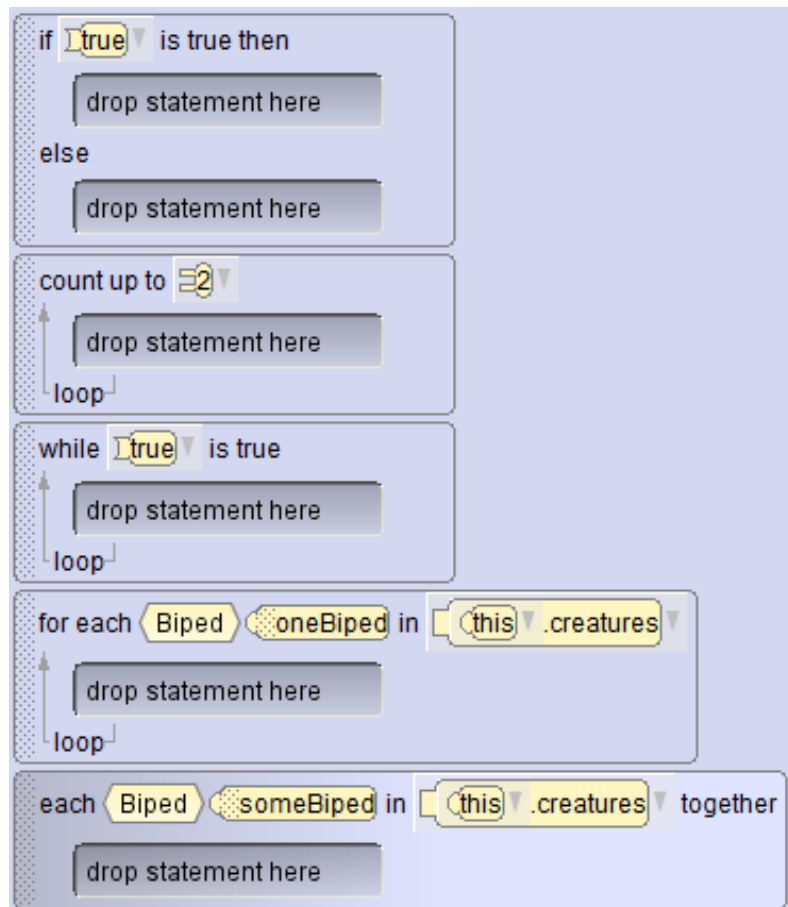 if true is true then
drop statement here
else
drop statement here
count up to 2
drop statement here
loop
while true is true
drop statement here
loop
for each Biped oneBiped in this .creatures
drop statement here
loop
each Biped someBiped in this .creatures together
drop statement here